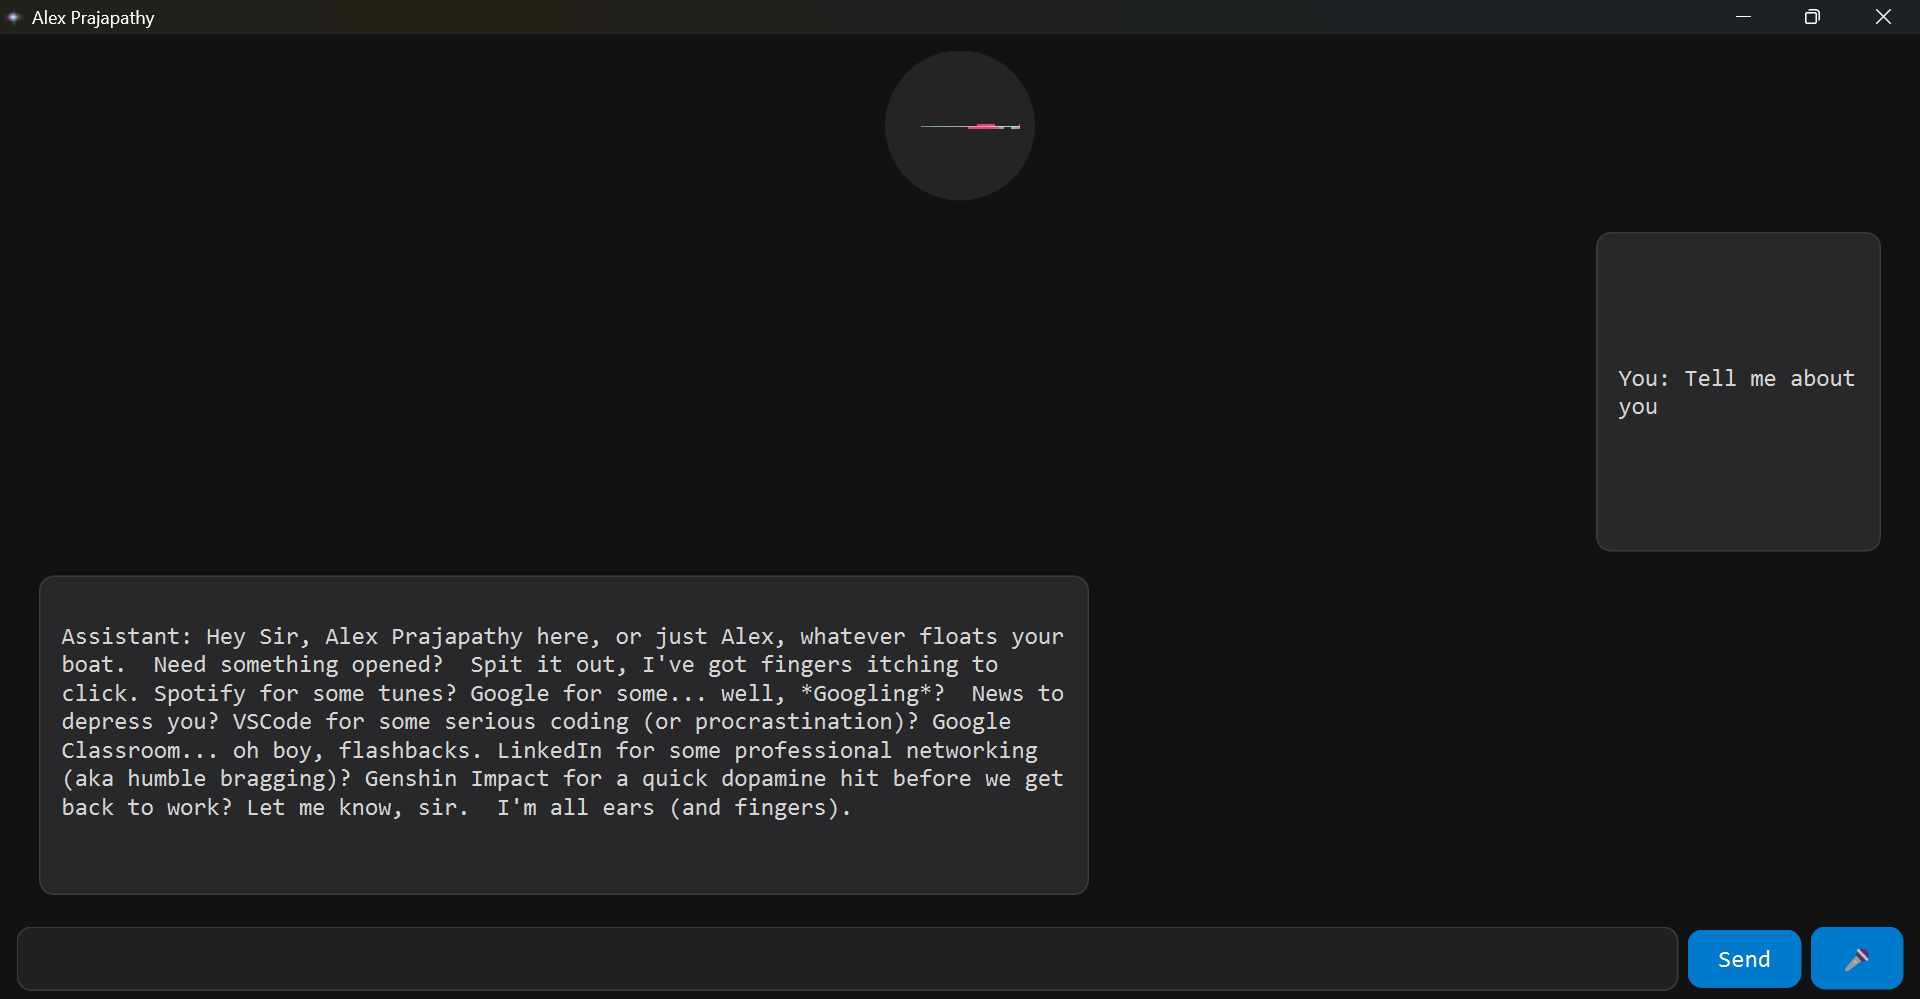 Alex Prajapathy
You: Tell me about
you
Assistant: Hey Sir, Alex Prajapathy here, or just Alex, whatever floats your
boat.  Need something opened?  Spit it out, I've got fingers itching to
click. Spotify for some tunes? Google for some... well, *Googling*?  News to
depress you? VSCode for some serious coding (or procrastination)? Google
Classroom... oh boy, flashbacks. LinkedIn for some professional networking
(aka humble bragging)? Genshin Impact for a quick dopamine hit before we get
back to work? Let me know, sir.  I'm all ears (and fingers).
Send